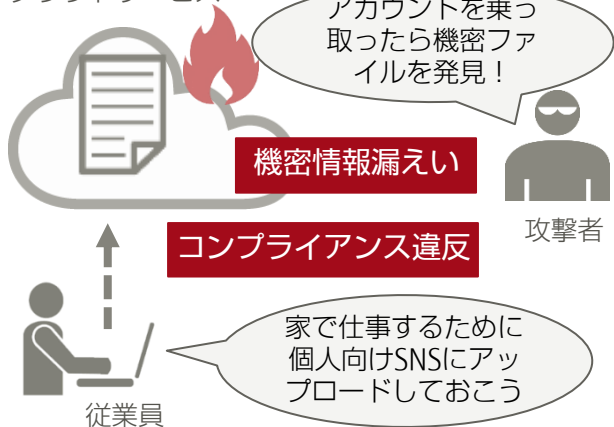 アカウントを乗っ
取ったら機密ファ
イルを発見！
機密情報漏えい
攻撃者
コンプライアンス違反
家で仕事するために
個人向けSNSにアッ
プロードしておこう
従業員